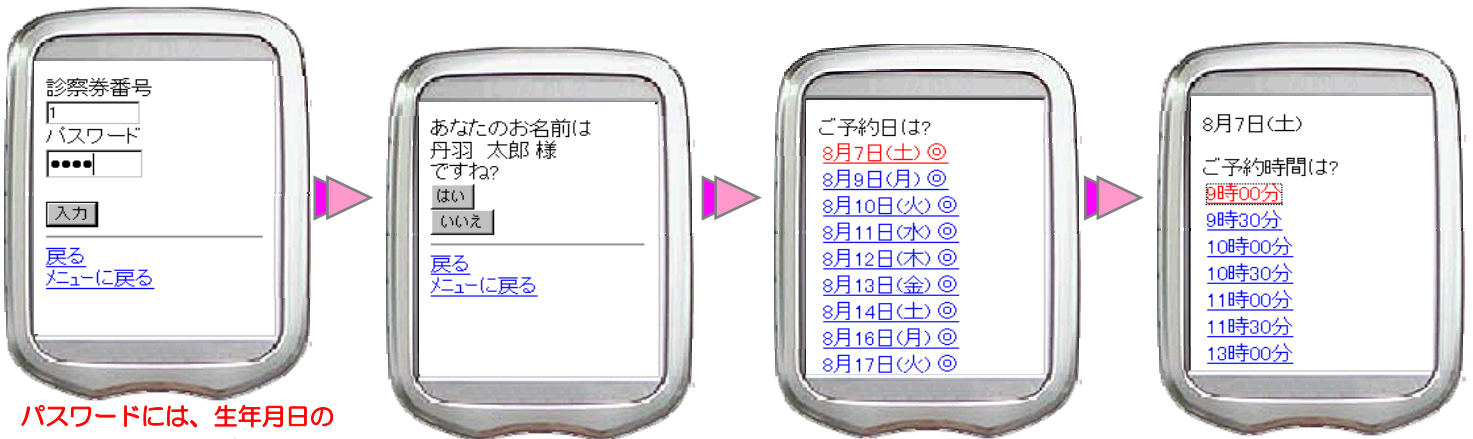 診察券番号
1
パスワード
●●●●
入力
戻る
メニューに戻る
パスワードには、生年月日の
あなたのお名前は
丹羽 太郎 様
ですね?
はい
いいえ
戻る
メニューに戻る
ご予約日は?
8月7日(土) ◎
8月9日(月) ◎
8月10日(火) ◎
8月11日(水) ◎
8月12日(木) ◎
8月13日(金) ◎
8月14日(土) ◎
8月16日(月) ◎
8月17日(火) ◎
8月7日(土)
ご予約時間は?
9時00分
9時30分
10時00分
10時30分
11時00分
11時30分
13時00分